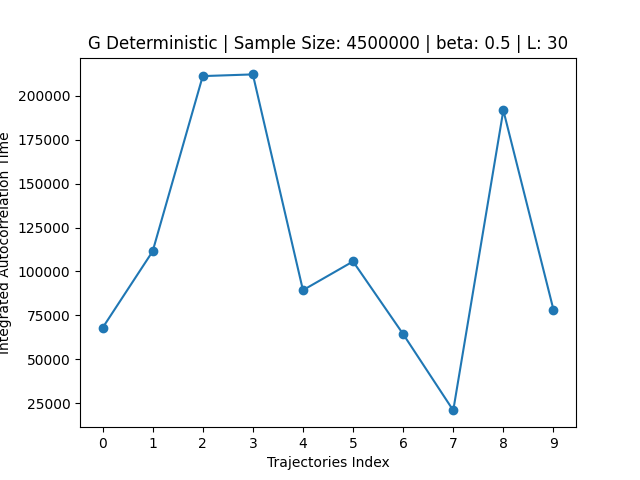 G Deterministic | Sample Size: 4500000 | beta: 0.5 | L: 30
Integrated Autocorrelation Time
200000
175000
150000
125000
100000
75000
50000
25000
0 1 2 3 4 5 6 7 8 9
Trajectories Index